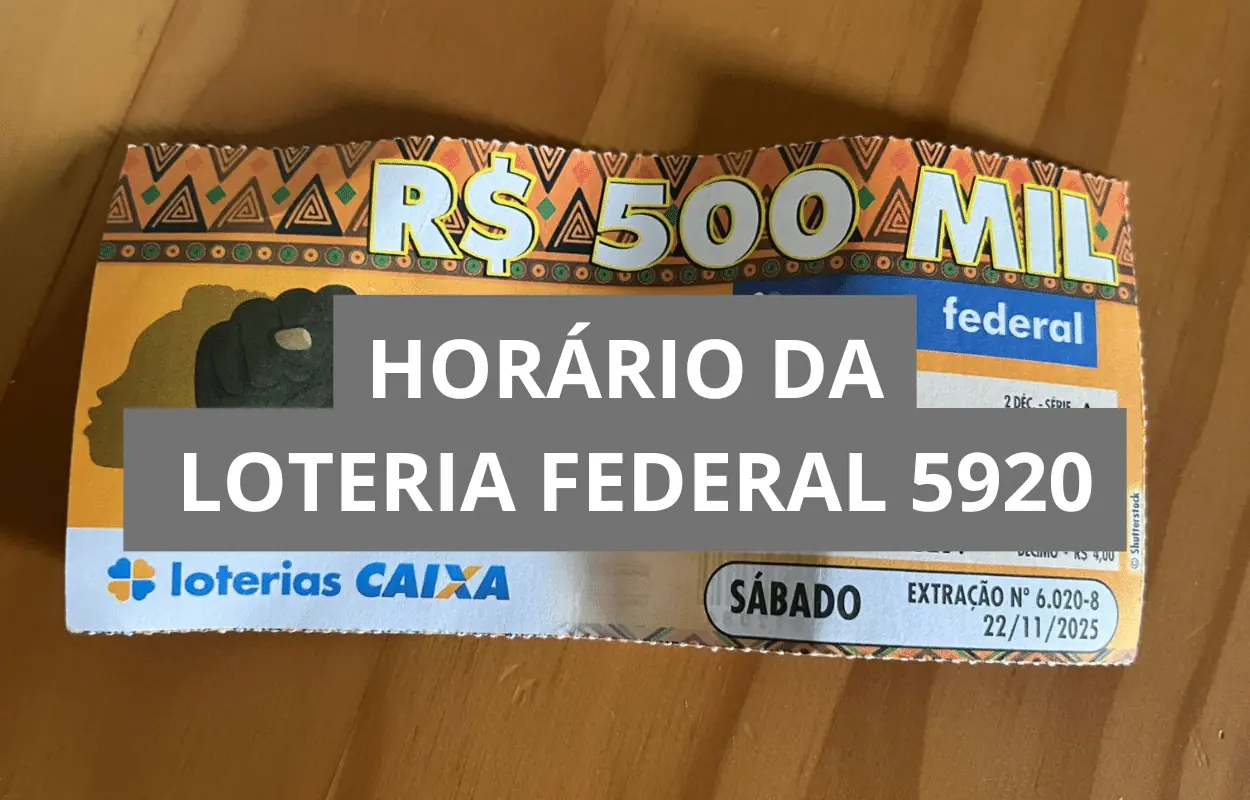 R$ 500 MIL
federal
HORÁRIO DA
2 DÉC. - SÉRIE
LOTERIA FEDERAL 5920
© Shutterstock
DÉCIMO - R$ 4,00
loterias CAIXA
SÁBADO
EXTRAÇÃO Nº 6.020-8
22/11/2025